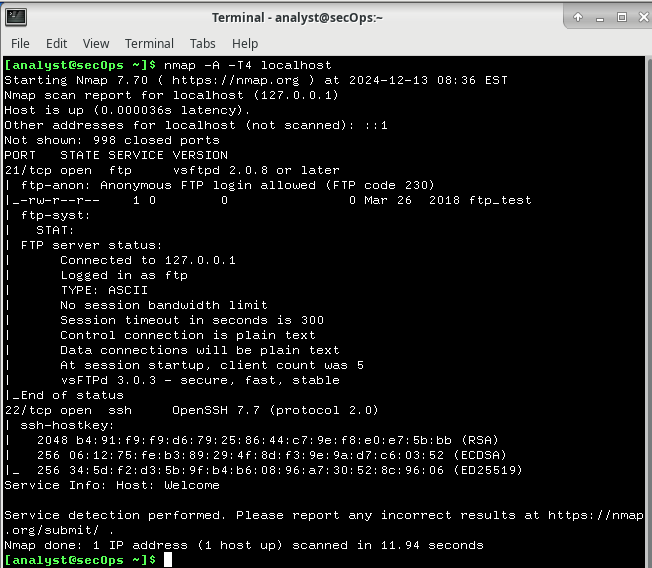 Terminal - analyst@secOps:~
File Edit View Terminal Tabs Help
[analyst@secOps ~]$ nmap -A -T4 localhost
Starting Nmap 7.70 ( https://nmap.org ) at 2024-12-13 08:36 EST
Nmap scan report for localhost (127.0.0.1)
Host is up (0.000036s latency).
Other addresses for localhost (not scanned): ::1
Not shown: 998 closed ports
PORT   STATE SERVICE VERSION
21/tcp open  ftp     vsftpd 2.0.8 or later
| ftp-anon: Anonymous FTP login allowed (FTP code 230)
|_-rw-r--r--    1 0        0               0 Mar 26  2018 ftp_test
| ftp-syst:
|   STAT:
| FTP server status:
|      Connected to 127.0.0.1
|      Logged in as ftp
|      TYPE: ASCII
|      No session bandwidth limit
|      Session timeout in seconds is 300
|      Control connection is plain text
|      Data connections will be plain text
|      At session startup, client count was 5
|      vsFTPd 3.0.3 - secure, fast, stable
|_End of status
22/tcp open  ssh     OpenSSH 7.7 (protocol 2.0)
| ssh-hostkey:
|   2048 b4:91:f9:f9:d6:79:25:86:44:c7:9e:f8:e0:e7:5b:bb (RSA)
|   256 06:12:75:fe:b3:89:29:4f:8d:f3:9e:9a:d7:c6:03:52 (ECDSA)
|_  256 34:5d:f2:d3:5b:9f:b4:b6:08:96:a7:30:52:8c:96:06 (ED25519)
Service Info: Host: Welcome
Service detection performed. Please report any incorrect results at https://nmap
.org/submit/ .
Nmap done: 1 IP address (1 host up) scanned in 11.94 seconds
[analyst@secOps ~]$